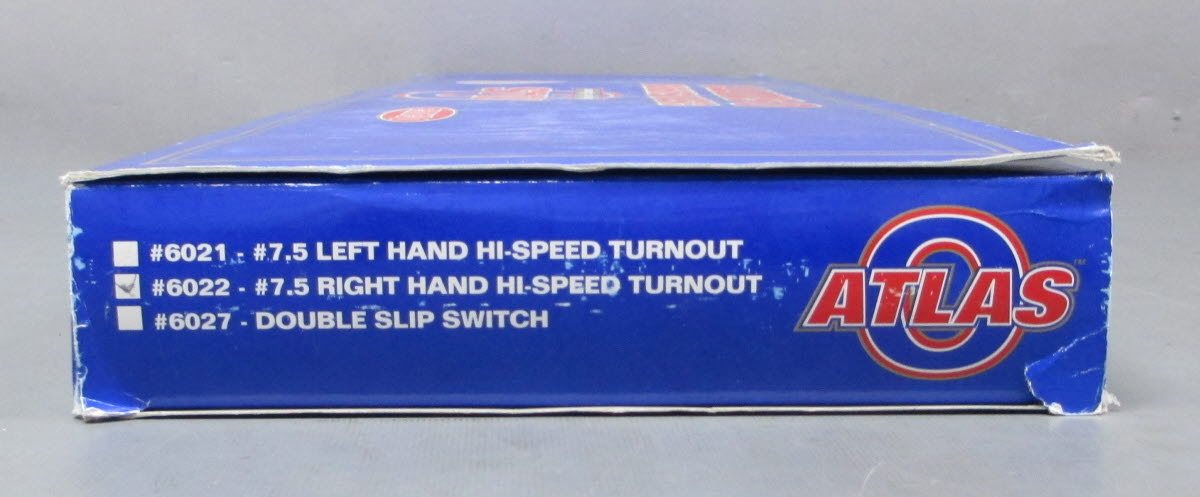 #6021 - #7.5 LEFT HAND HI-SPEED TURNOUT
#6022 - #7.5 RIGHT HAND HI-SPEED TURNOUT
#6027 - DOUBLE SLIP SWITCH
ATLAS
O
TM